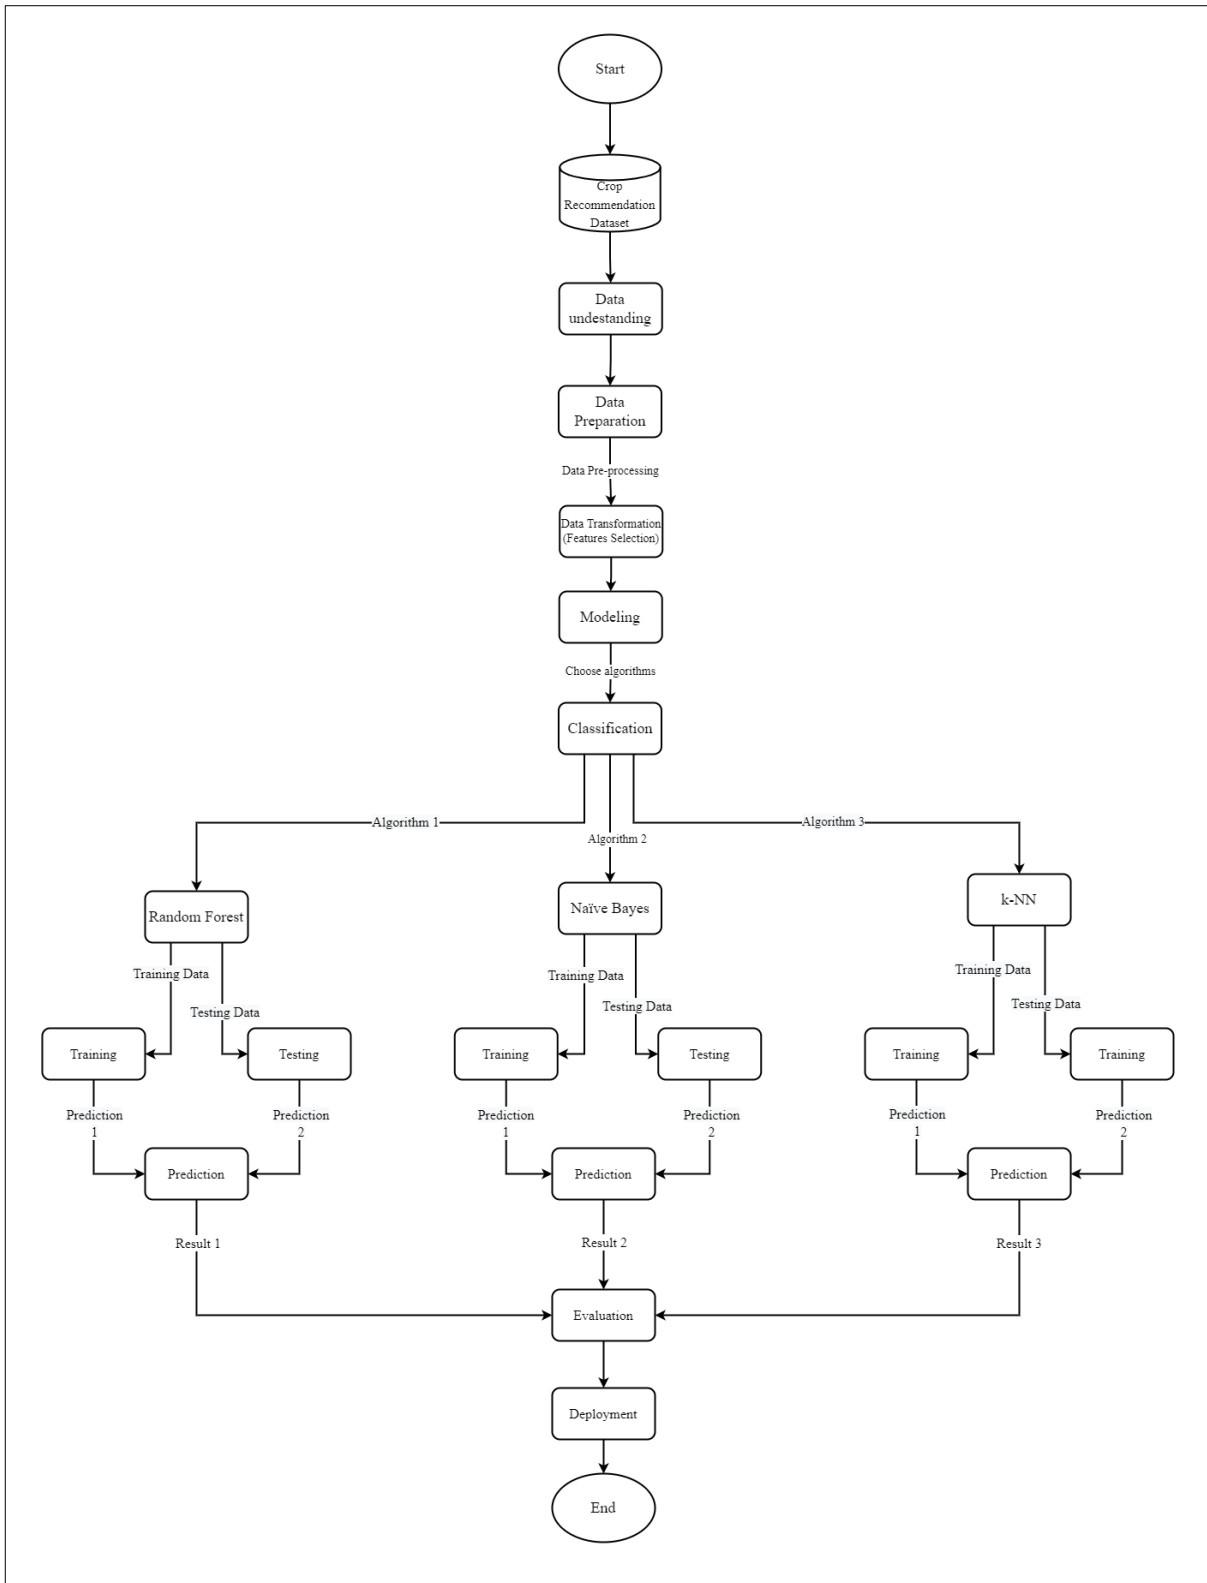 Start
Crop
Recommendation
Dataset
Data
undestanding
Data
Preparation
Data Pre-processing
Data Transformation
(Features Selection)
Modeling
Choose algorithms
Classification
Algorithm 1
Algorithm 2
Algorithm 3
Random Forest
Naïve Bayes
k-NN
Training Data
Testing Data
Training Data
Testing Data
Training Data
Testing Data
Training
Testing
Training
Testing
Training
Training
Prediction
1
Prediction
2
Prediction
1
Prediction
2
Prediction
1
Prediction
2
Prediction
Prediction
Prediction
Result 1
Result 2
Result 3
Evaluation
Deployment
End